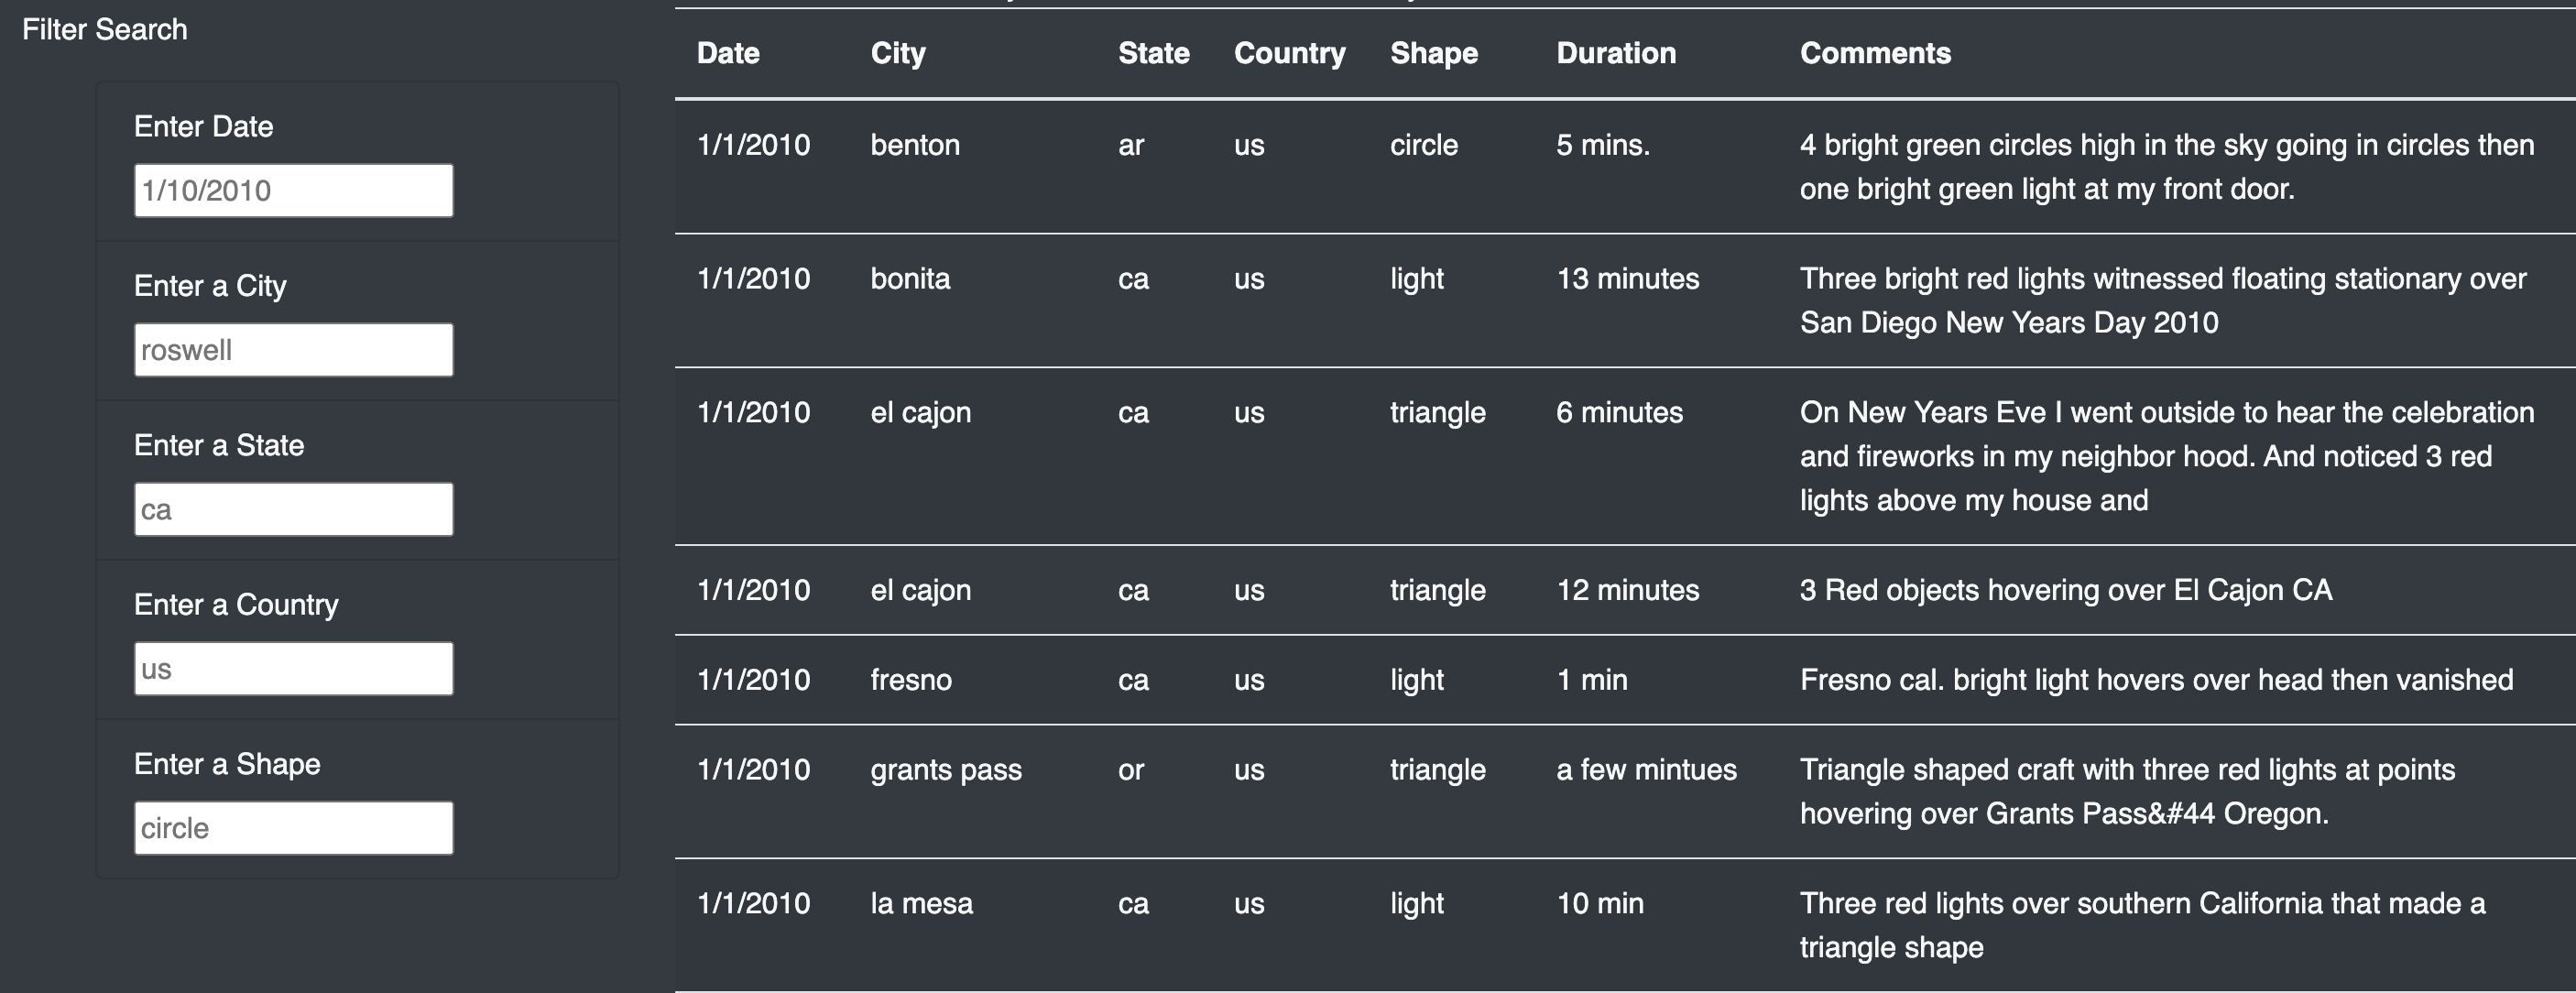 Filter Search
Enter Date
1/10/2010
Enter a City
roswell
Enter a State
ca
Enter a Country
us
Enter a Shape
circle
Date City State Country Shape Duration Comments
1/1/2010 benton ar us circle 5 mins. 4 bright green circles high in the sky going in circles then
one bright green light at my front door.
1/1/2010 bonita ca us light 13 minutes Three bright red lights witnessed floating stationary over
San Diego New Years Day 2010
1/1/2010 el cajon ca us triangle 6 minutes On New Years Eve I went outside to hear the celebration
and fireworks in my neighbor hood. And noticed 3 red
lights above my house and
1/1/2010 el cajon ca us triangle 12 minutes 3 Red objects hovering over El Cajon CA
1/1/2010 fresno ca us light 1 min Fresno cal. bright light hovers over head then vanished
1/1/2010 grants pass or us triangle a few mintues Triangle shaped craft with three red lights at points
hovering over Grants Pass&#44 Oregon.
1/1/2010 la mesa ca us light 10 min Three red lights over southern California that made a
triangle shape